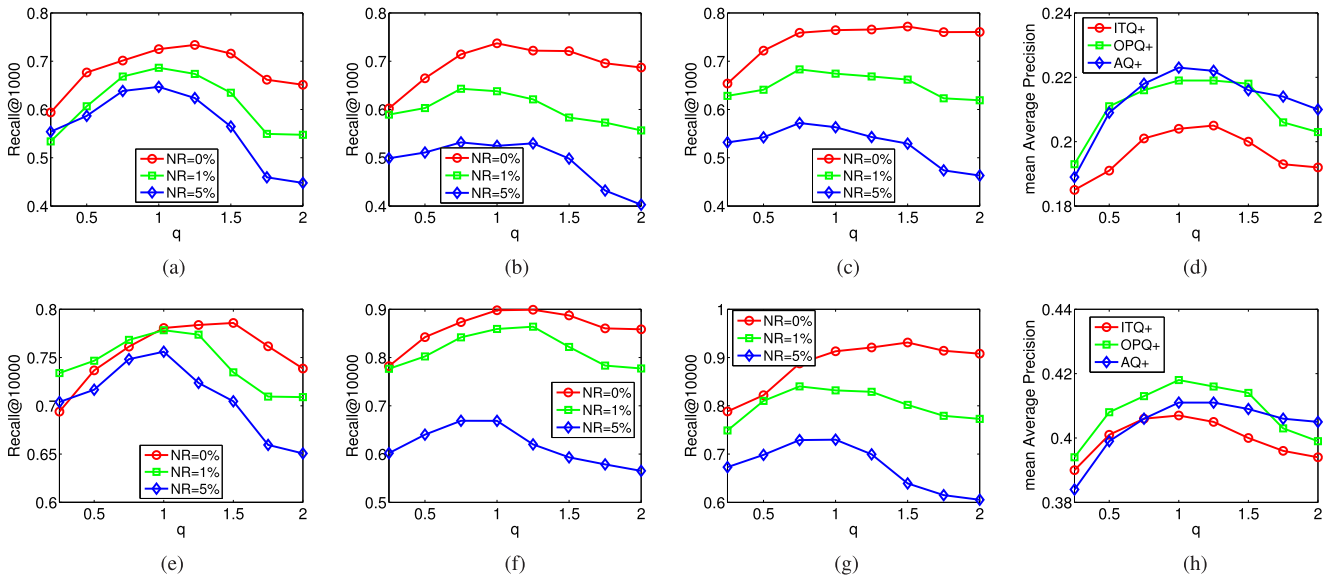 0.8
0.7
0.6
0.5
0.4
Recall@1000
NR=0%
NR=1%
NR=5%
0.5 1 1.5 2
q
(a)
0.8
0.7
0.6
0.5
0.4
Recall@1000
NR=0%
NR=1%
NR=5%
0.5 1 1.5 2
q
(b)
0.8
0.7
0.6
0.5
0.4
Recall@1000
NR=0%
NR=1%
NR=5%
0.5 1 1.5 2
q
(c)
0.24
0.22
0.2
0.18
mean Average Precision
ITQ+
OPQ+
AQ+
0.5 1 1.5 2
q
(d)
0.8
0.75
0.7
0.65
0.6
Recall@10000
NR=0%
NR=1%
NR=5%
0.5 1 1.5 2
q
(e)
0.9
0.8
0.7
0.6
0.5
Recall@10000
NR=0%
NR=1%
NR=5%
0.5 1 1.5 2
q
(f)
1
0.9
0.8
0.7
0.6
Recall@10000
NR=0%
NR=1%
NR=5%
0.5 1 1.5 2
q
(g)
0.44
0.42
0.4
0.38
mean Average Precision
ITQ+
OPQ+
AQ+
0.5 1 1.5 2
q
(h)